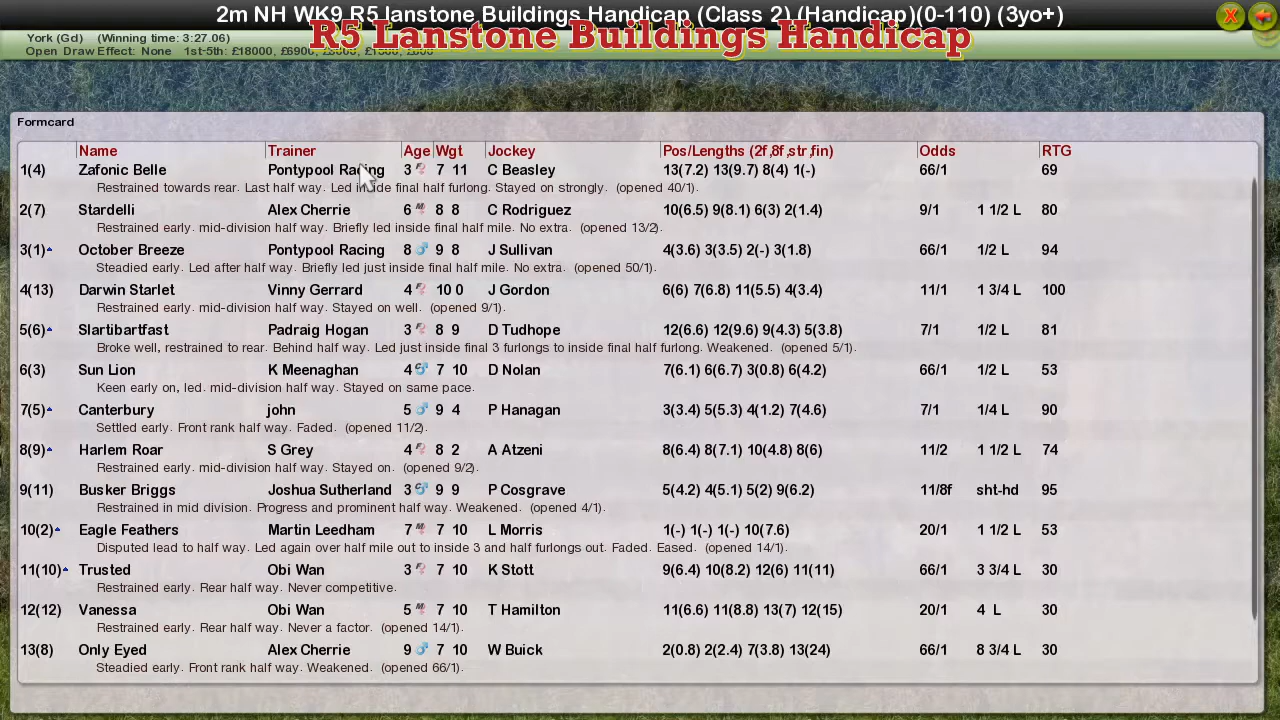 2m NH WK9 R5 lanstone Buildings Handicap (Class 2) (Handicap)(0-110) (3yo+)
R5 Lanstone Buildings Handicap
York (Gd) (Winning time: 3:27.06)
Open Draw Effect: None 1st-5th: £18000, £6900,
Formcard
Name Trainer Age Wgt Jockey Pos/Lengths (2f,8f,str,fin) Odds RTG
1(4) Zafonic Belle Pontypool Racing 3 7 11 C Beasley 13(7.2) 13(9.7) 8(4) 1(-) 66/1 69
Restrained towards rear. Last half way. Led inside final half furlong. Stayed on strongly. (opened 40/1).
2(7) Stardelli Alex Cherrie 6 8 8 C Rodriguez 10(6.5) 9(8.1) 6(3) 2(1.4) 9/1 1 1/2 L 80
Restrained early. mid-division half way. Briefly led inside final half mile. No extra. (opened 13/2).
3(1) October Breeze Pontypool Racing 8 9 8 J Sullivan 4(3.6) 3(3.5) 2(-) 3(1.8) 66/1 1/2 L 94
Steadied early. Led after half way. Briefly led just inside final half mile. No extra. (opened 50/1).
4(13) Darwin Starlet Vinny Gerrard 4 10 0 J Gordon 6(6) 7(6.8) 11(5.5) 4(3.4) 11/1 1 3/4 L 100
Restrained early. mid-division half way. Stayed on well. (opened 9/1).
5(6) Slartibartfast Padraig Hogan 3 8 9 D Tudhope 12(6.6) 12(9.6) 9(4.3) 5(3.8) 7/1 1/2 L 81
Broke well, restrained to rear. Behind half way. Led just inside final 3 furlongs to inside final half furlong. Weakened. (opened 5/1).
6(3) Sun Lion K Meenaghan 4 7 10 D Nolan 7(6.1) 6(6.7) 3(0.8) 6(4.2) 66/1 1/2 L 53
Keen early on, led. mid-division half way. Stayed on same pace.
7(5) Canterbury john 5 9 4 P Hanagan 3(3.4) 5(5.3) 4(1.2) 7(4.6) 7/1 1/4 L 90
Settled early. Front rank half way. Faded. (opened 11/2).
8(9) Harlem Roar S Grey 4 8 2 A Atzeni 8(6.4) 8(7.1) 10(4.8) 8(6) 11/2 1 1/2 L 74
Restrained early. mid-division half way. Stayed on. (opened 9/2).
9(11) Busker Briggs Joshua Sutherland 3 9 9 P Cosgrave 5(4.2) 4(5.1) 5(2) 9(6.2) 11/8f sht-hd 95
Restrained in mid division. Progress and prominent half way. Weakened. (opened 4/1).
10(2) Eagle Feathers Martin Leedham 7 7 10 L Morris 1(-) 1(-) 1(-) 10(7.6) 20/1 1 1/2 L 53
Disputed lead to half way. Led again over half mile out to inside 3 and half furlongs out. Faded. Eased. (opened 14/1).
11(10) Trusted Obi Wan 3 7 10 K Stott 9(6.4) 10(8.2) 12(6) 11(11) 66/1 3 3/4 L 30
Restrained early. Rear half way. Never competitive.
12(12) Vanessa Obi Wan 5 7 10 T Hamilton 11(6.6) 11(8.8) 13(7) 12(15) 20/1 4 L 30
Restrained early. Rear half way. Never a factor. (opened 14/1).
13(8) Only Eyed Alex Cherrie 9 7 10 W Buick 2(0.8) 2(2.4) 7(3.8) 13(24) 66/1 8 3/4 L 30
Steadied early. Front rank half way. Weakened. (opened 66/1).